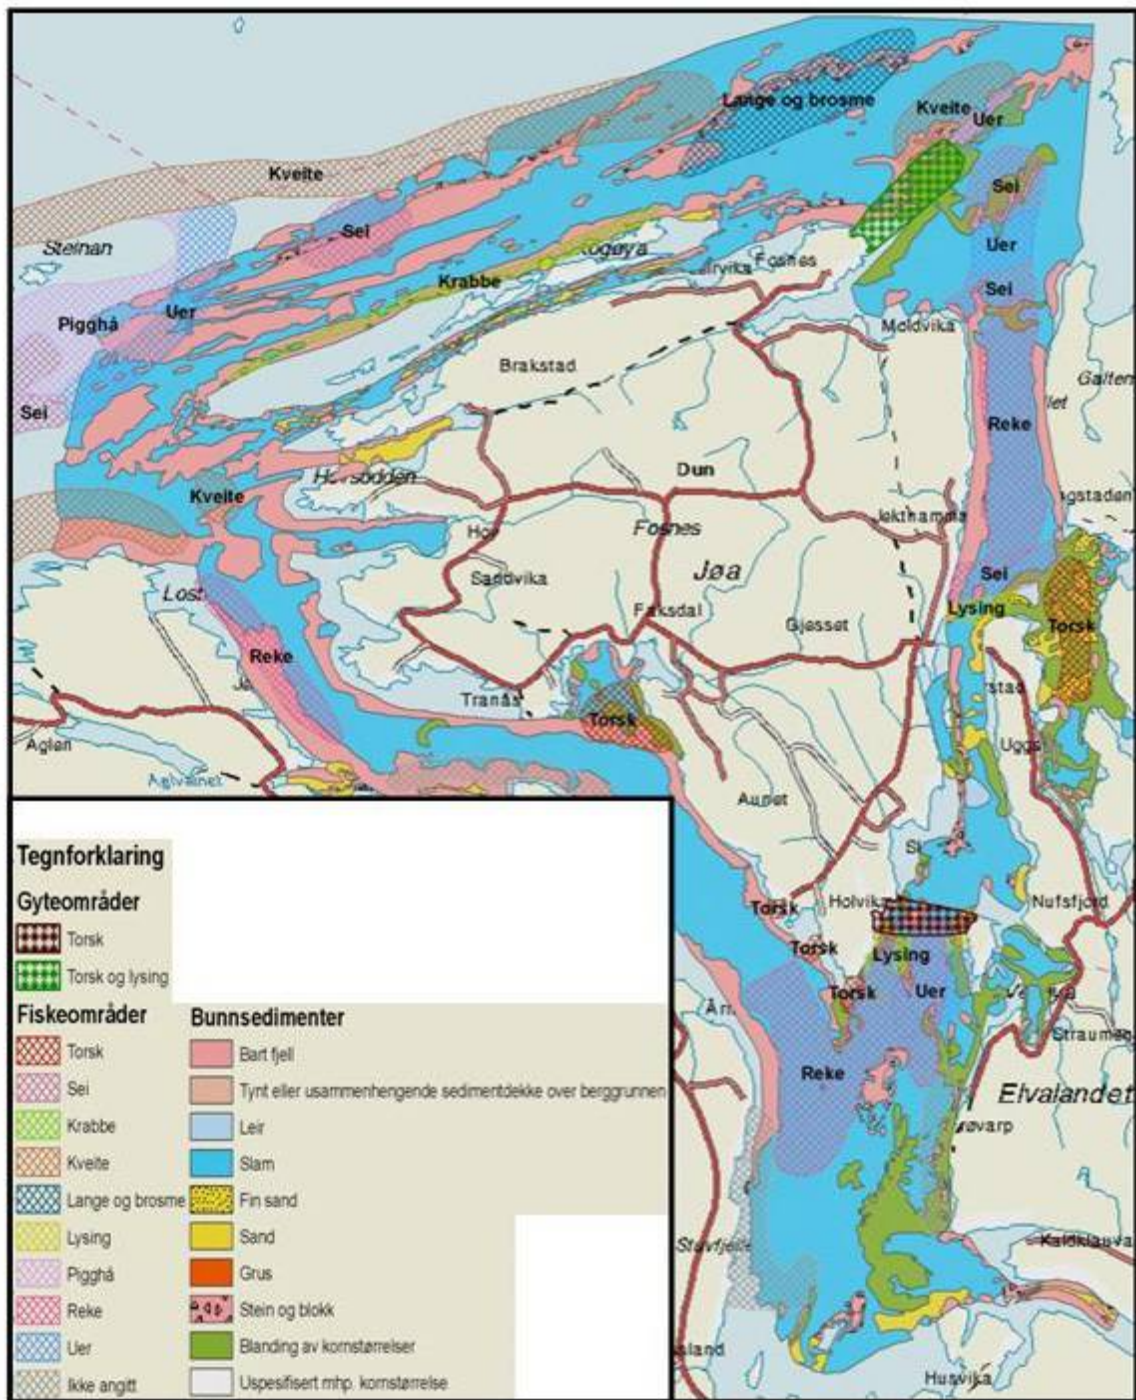 Lange og brosme
Kveite
Uer
Kveite
Sei
Sei
Steinan
Uer
Krabbe
Fosnes
Sei
Pigghå
Uer
Moldvika
Brakstad
Galten
Sei
Reke
Dun
Kveite
Jøa
Fosnes
Sandvika
Sei
Lysing
Faksdal
Gjøsset
Torsk
Reke
Tranås
Torsk
Aunet
Torsk
Holvika
Nufsfjord
Torsk
Lysing
Torsk
Uer
Reke
Elvalandet
Husvika
Tegnforklaring
Gyteområder
Torsk
Torsk og lysing
Fiskeområder
Torsk
Sei
Krabbe
Kveite
Lange og brosme
Lysing
Pigghå
Reke
Uer
Ikke angitt
Bunnsedimenter
Bart fjell
Tynt eller usammenhengende sedimentdekke over berggrunnen
Leir
Slam
Fin sand
Sand
Grus
Stein og blokk
Blanding av kornstørrelser
Uspesifisert mhp. kornstørrelse